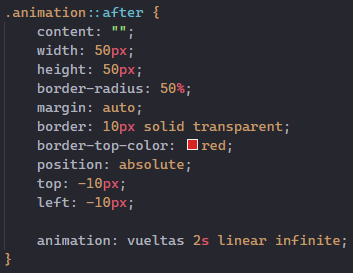 .animation::after {
content: "";
width: 50px;
height: 50px;
border-radius: 50%;
margin: auto;
border: 10px solid transparent;
border-top-color: red;
position: absolute;
top: -10px;
left: -10px;
animation: vueltas 2s linear infinite;
}